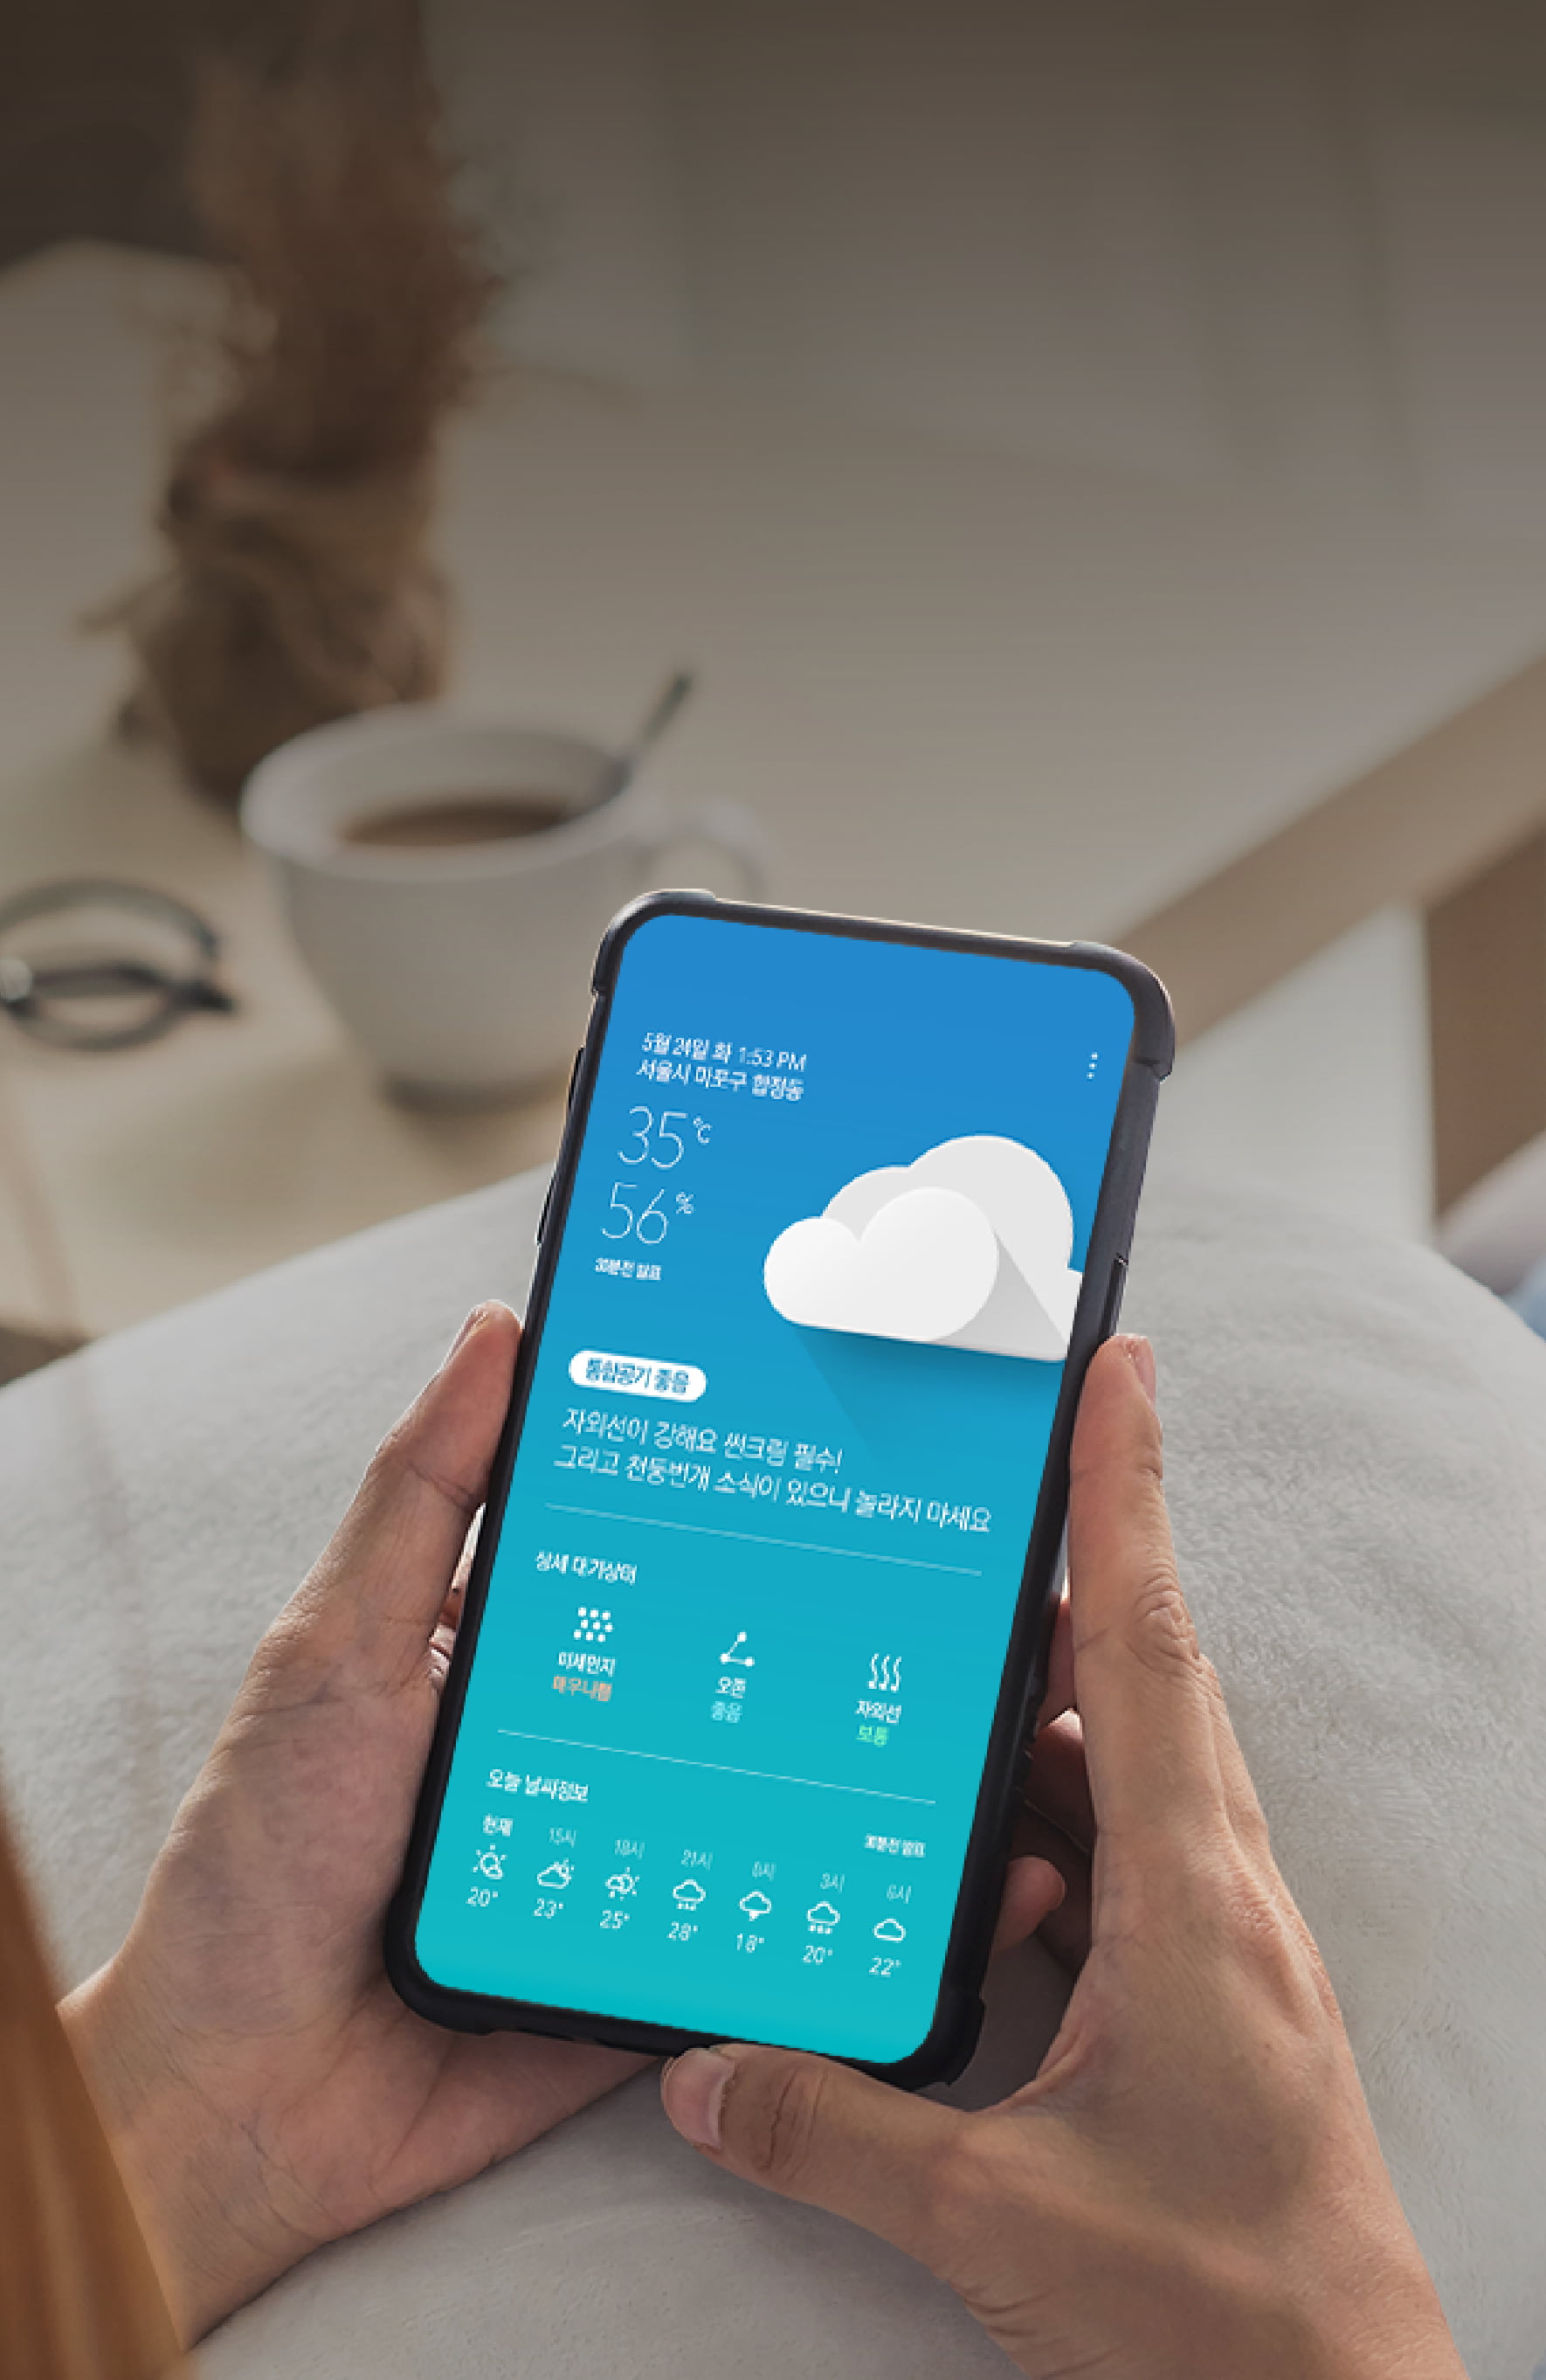 5월 24일 화 1:53 PM
서울시 마포구 합정동
35℃
56%
30분전 발표
통합공기 좋음
자외선이 강해요 썬크림 필수!
그리고 천둥번개 소식이 있으니 놀라지 마세요
상세 대기상태
미세먼지 오존 자외선
매우나쁨 좋음 보통
오늘 날씨정보
30분전 발표
현재 15시 18시 21시 0시 3시 6시
20° 23° 25° 28° 18° 20° 22°